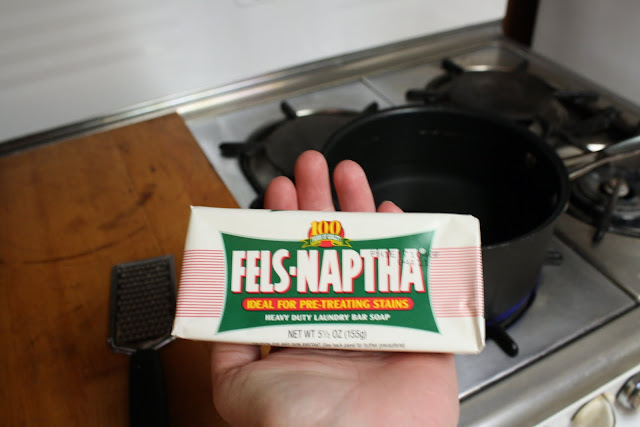 100
FELS-NAPTHA®
IDEAL FOR PRE-TREATING STAINS
HEAVY DUTY LAUNDRY BAR SOAP
NET WT 5½ OZ (155g)